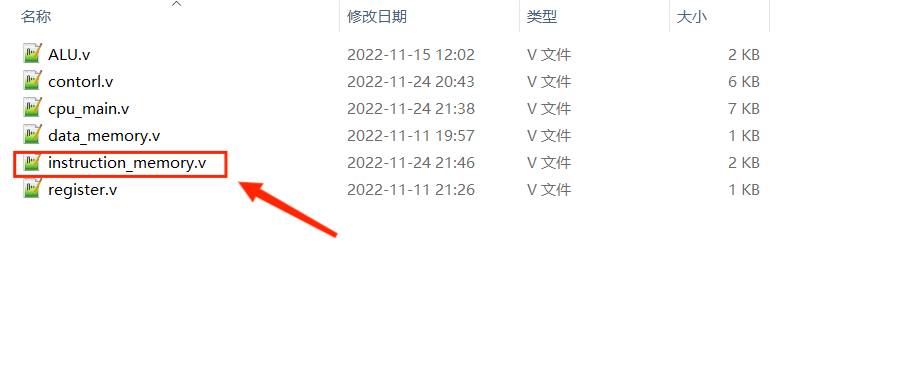 名称 修改日期 类型 大小
ALU.v 2022-11-15 12:02 V 文件 2 KB
contorl.v 2022-11-24 20:43 V 文件 6 KB
cpu_main.v 2022-11-24 21:38 V 文件 7 KB
data_memory.v 2022-11-11 19:57 V 文件 1 KB
instruction_memory.v 2022-11-24 21:46 V 文件 2 KB
register.v 2022-11-11 21:26 V 文件 1 KB